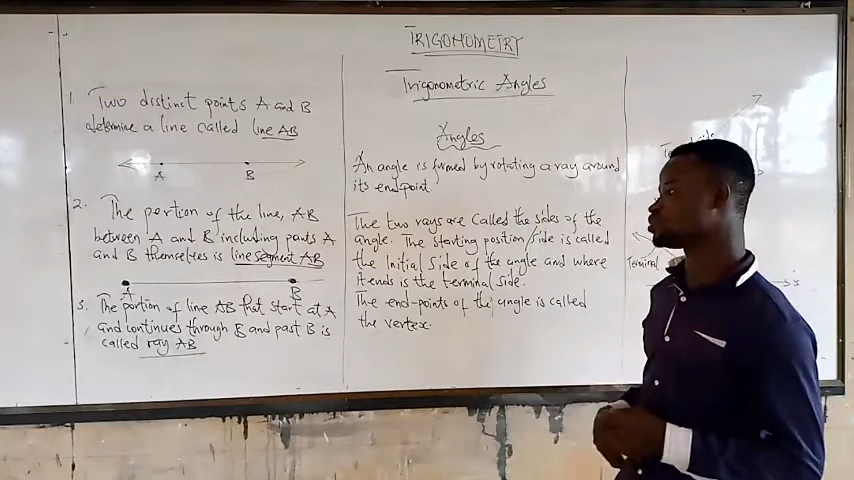 TRIGONOMETRY
Trigonometric Angles
1. Two distinct points A and B
determine a line called line AB
A B
2. The portion of the line, AB
between A and B including points A
and B themselves is line segment AB
A B
3. The portion of line AB that start at A
and continues through B and past B is
called ray AB
Angles
An angle is formed by rotating a ray around
its endpoint
The two rays are called the sides of the
angle. The starting position/side is called
the Initial side of the angle and where
it ends is the terminal side.
The end-points of the angle is called
the vertex.
Terminal
x